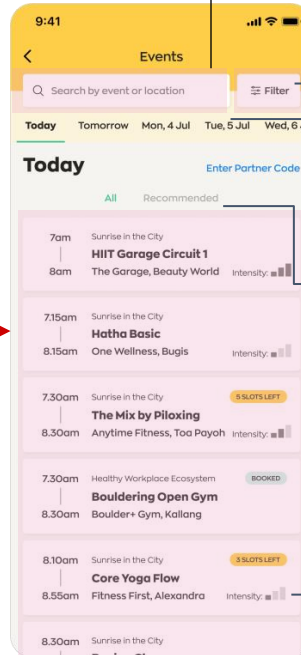 9:41
Events
Search by event or location
Filter
Today Tomorrow Mon, 4 Jul Tue, 5 Jul Wed, 6
Today
Enter Partner Code
All Recommended
7am Sunrise in the City
HIIT Garage Circuit 1
8am The Garage, Beauty World Intensity:
7.15am Sunrise in the City
Hatha Basic
8.15am One Wellness, Bugis Intensity:
7.30am Sunrise in the City 5 SLOTS LEFT
The Mix by Piloxing
8.30am Anytime Fitness, Toa Payoh Intensity:
7.30am Healthy Workplace Ecosystem BOOKED
Bouldering Open Gym
8.30am Boulder+ Gym, Kallang
8.10am Sunrise in the City 3 SLOTS LEFT
Core Yoga Flow
8.55am Fitness First, Alexandra Intensity:
8.30am Sunrise in the City